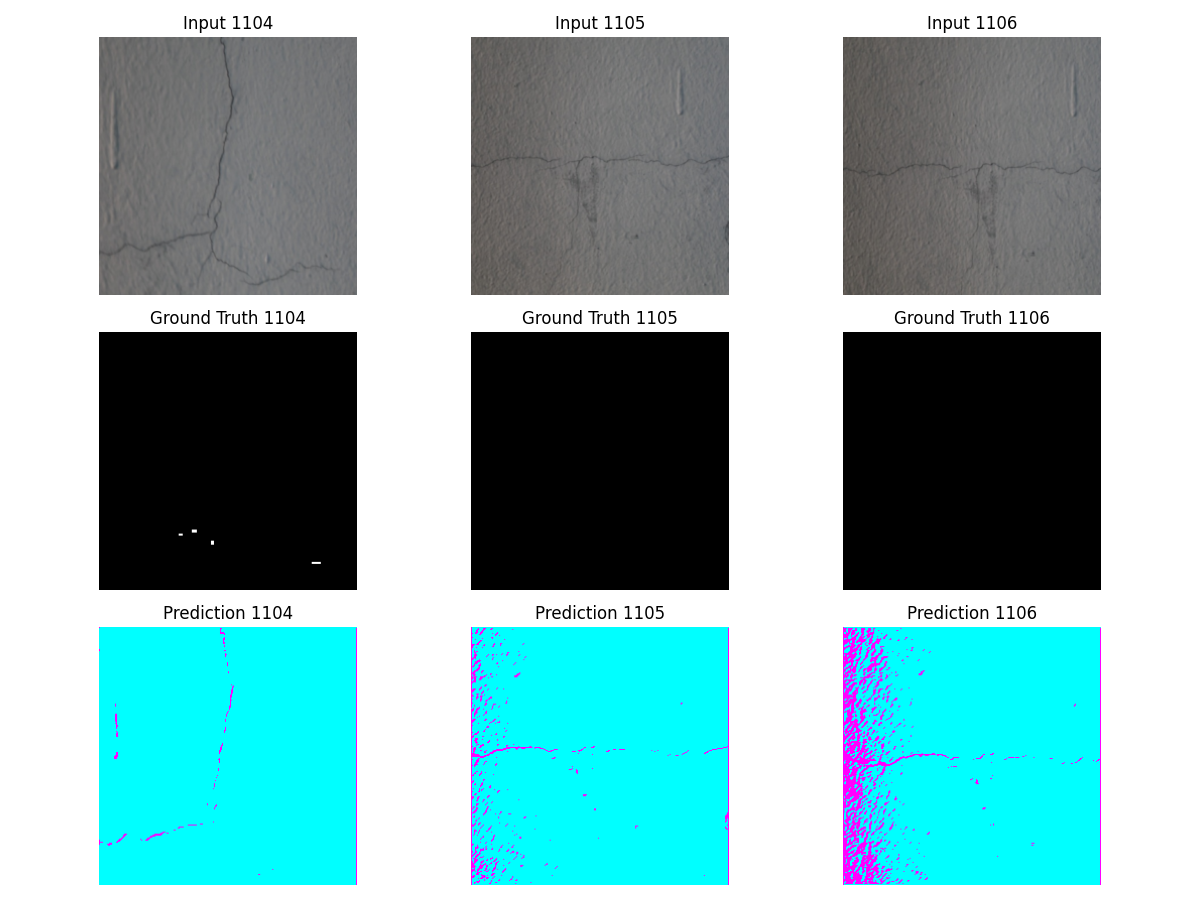 Input 1104
Input 1105
Input 1106
Ground Truth 1104
Ground Truth 1105
Ground Truth 1106
Prediction 1104
Prediction 1105
Prediction 1106